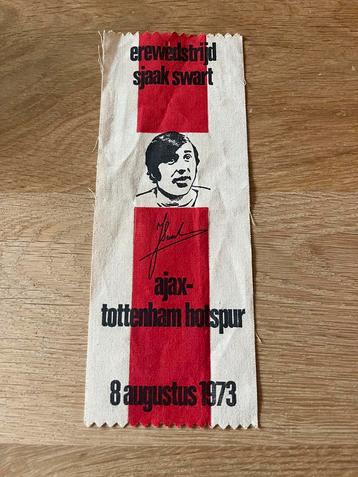 erewedstrijd
sjaak swart
ajax-
tottenham hotspur
8 augustus 1973